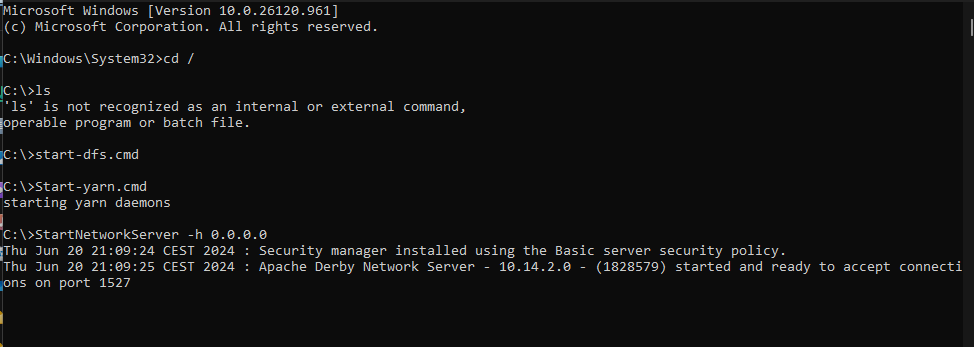 Microsoft Windows [Version 10.0.26120.961]
(c) Microsoft Corporation. All rights reserved.
C:\Windows\System32>cd /
C:\>ls
'ls' is not recognized as an internal or external command,
operable program or batch file.
C:\>start-dfs.cmd
C:\>Start-yarn.cmd
starting yarn daemons
C:\>StartNetworkServer -h 0.0.0.0
Thu Jun 20 21:09:24 CEST 2024 : Security manager installed using the Basic server security policy.
Thu Jun 20 21:09:25 CEST 2024 : Apache Derby Network Server - 10.14.2.0 - (1828579) started and ready to accept connecti
ons on port 1527